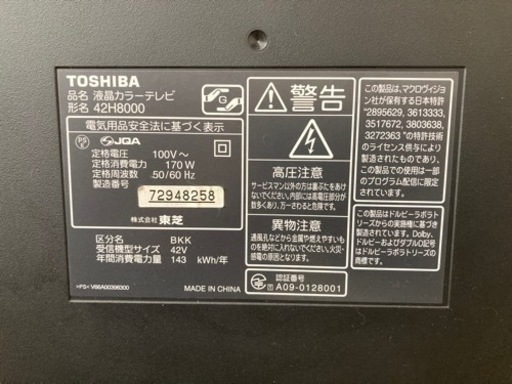 TOSHIBA
品名 液晶カラーテレビ
形名 42H8000
電気用品安全法に基づく表示
PS E JQA
定格電圧: 100V～
定格消費電力: 170 W
定格周波数: 50/60 Hz
製造番号
72948258
株式会社 東芝
区分名 BKK
受信機型サイズ 42V
年間消費電力量 143 kWh/年
>PS< V66A00396300
MADE IN CHINA
G
警告
高圧注意
サービスマン以外の方は裏ぶたをあけ
ないでください。内部には高電圧部分が
数多くあり、万一さわると危険です。
異物注意
通風孔などから金属や燃えやすい
ものを内部に入れないでください。火災・
感電の原因となります。
認証番号
A09-0128001
この製品は、マクロヴィジョン
社が保有する日本特許
"2895629, 3613333,
3517672, 3803638,
3272363 "の特許技術
のライセンス供与により
製造されています。
この製品での使用は一部
のプログラム配信に使用
されています。
この製品はドルビーラボラト
リーズからの実施権に基づ
き製造されています。Dolby、
ドルビー及びダブルD記号
はドルビーラボラトリーズの
商標です。